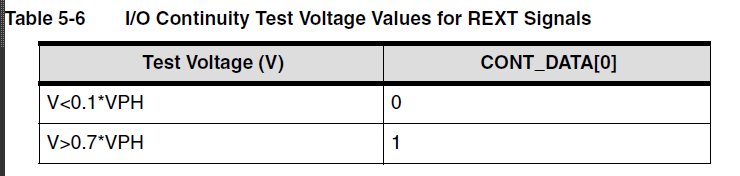 Table 5-6 I/O Continuity Test Voltage Values for REXT Signals
Test Voltage (V) CONT_DATA[0]
V<0.1*VPH 0
V>0.7*VPH 1